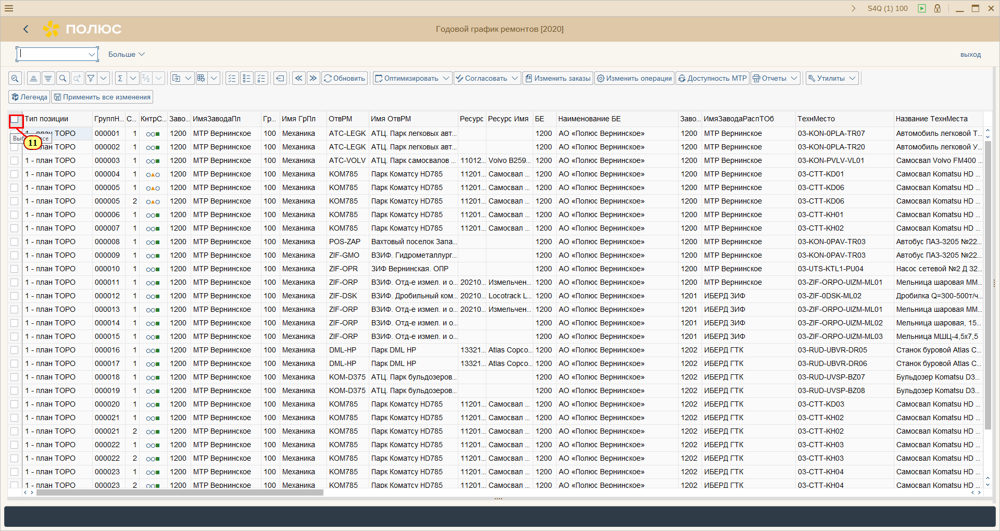 S4Q (1) 100
ПОЛЮС
Годовой график ремонтов [2020]
Больше
выход
Обновить Оптимизировать Согласовать Изменить заказы Изменить операции Доступность МТР Отчеты Утилиты
Легенда Применить все изменения
Тип позиции ГруппН... С... КнтрС... Заво... ИмяЗаводаПл Гр... Имя ГрПл ОтвРМ Имя ОтвРМ Ресурс Ресурс Имя БЕ Наименование БЕ Заво... ИмяЗаводаРаспТОб ТехнМесто Название ТехнМеста
1 - план ТОРО 000001 1 1200 МТР Вернинское 100 Механика ATC-LEGK АТЦ. Парк легковых авт... 1200 АО «Полюс Вернинское» 1200 МТР Вернинское 03-KON-0PLA-TR07 Автомобиль легковой Т...
11
1 - план ТОРО 000002 1 1200 МТР Вернинское 100 Механика ATC-LEGK АТЦ. Парк легковых авт... 1200 АО «Полюс Вернинское» 1200 МТР Вернинское 03-KON-0PLA-TR20 Автомобиль легковой У...
1 - план ТОРО 000003 1 1200 МТР Вернинское 100 Механика ATC-VOLV АТЦ. Парк самосвалов ... 11012... Volvo B259... 1200 АО «Полюс Вернинское» 1200 МТР Вернинское 03-KON-PVLV-VL01 Самосвал Volvo FM400 ...
1 - план ТОРО 000004 1 1200 МТР Вернинское 100 Механика KOM785 Парк Коматсу HD785 11201... Самосвал ... 1200 АО «Полюс Вернинское» 1200 МТР Вернинское 03-CTT-KD01 Самосвал Komatsu HD ...
1 - план ТОРО 000005 1 1200 МТР Вернинское 100 Механика KOM785 Парк Коматсу HD785 11201... Самосвал ... 1200 АО «Полюс Вернинское» 1200 МТР Вернинское 03-CTT-KD06 Самосвал Komatsu HD ...
1 - план ТОРО 000005 2 1200 МТР Вернинское 100 Механика KOM785 Парк Коматсу HD785 11201... Самосвал ... 1200 АО «Полюс Вернинское» 1200 МТР Вернинское 03-CTT-KD06 Самосвал Komatsu HD ...
1 - план ТОРО 000006 1 1200 МТР Вернинское 100 Механика KOM785 Парк Коматсу HD785 11201... Самосвал ... 1200 АО «Полюс Вернинское» 1200 МТР Вернинское 03-CTT-KH01 Самосвал Komatsu HD ...
1 - план ТОРО 000007 1 1200 МТР Вернинское 100 Механика KOM785 Парк Коматсу HD785 11201... Самосвал ... 1200 АО «Полюс Вернинское» 1200 МТР Вернинское 03-CTT-KH02 Самосвал Komatsu HD ...
1 - план ТОРО 000008 1 1200 МТР Вернинское 100 Механика POS-ZAP Вахтовый поселок Запа... 1200 АО «Полюс Вернинское» 1200 МТР Вернинское 03-KON-0PAV-TR03 Автобус ПАЗ-3205 №22...
1 - план ТОРО 000009 1 1200 МТР Вернинское 100 Механика ZIF-GMO ВЗИФ. Гидрометаллург... 1200 АО «Полюс Вернинское» 1200 МТР Вернинское 03-KON-0PAV-TR03 Автобус ПАЗ-3205 №22...
1 - план ТОРО 000010 1 1200 МТР Вернинское 100 Механика ZIF-OPR ЗИФ Вернинская. ОПР 1200 АО «Полюс Вернинское» 1200 МТР Вернинское 03-UTS-KTL1-PU04 Насос сетевой №2 Д 32...
1 - план ТОРО 000011 1 1200 МТР Вернинское 100 Механика ZIF-ORP ВЗИФ. Отд-е измел. и о... 20210... Измельчен... 1200 АО «Полюс Вернинское» 1200 МТР Вернинское 03-ZIF-ORPO-UIZM-ML01 Мельница шаровая ММ...
1 - план ТОРО 000012 1 1200 МТР Вернинское 100 Механика ZIF-DSK ВЗИФ. Дробильный ком... 20210... Locotrack L... 1200 АО «Полюс Вернинское» 1201 ИБЕРД ЗИФ 03-ZIF-0DSK-ML02 Дробилка Q=300-500т/ч...
1 - план ТОРО 000013 1 1200 МТР Вернинское 100 Механика ZIF-ORP ВЗИФ. Отд-е измел. и о... 20210... Измельчен... 1200 АО «Полюс Вернинское» 1201 ИБЕРД ЗИФ 03-ZIF-ORPO-UIZM-ML01 Мельница шаровая ММ...
1 - план ТОРО 000014 1 1200 МТР Вернинское 100 Механика ZIF-ORP ВЗИФ. Отд-е измел. и о... 1200 АО «Полюс Вернинское» 1201 ИБЕРД ЗИФ 03-ZIF-ORPO-UIZM-ML02 Мельница шаровая, 15...
1 - план ТОРО 000015 1 1200 МТР Вернинское 100 Механика ZIF-ORP ВЗИФ. Отд-е измел. и о... 1200 АО «Полюс Вернинское» 1201 ИБЕРД ЗИФ 03-ZIF-ORPO-UIZM-ML03 Мельница МШЦ-4,5х7,5
1 - план ТОРО 000016 1 1200 МТР Вернинское 100 Механика DML-HP Парк DML HP 13321... Atlas Copco... 1200 АО «Полюс Вернинское» 1202 ИБЕРД ГТК 03-RUD-UBVR-DR05 Станок буровой Atlas C...
1 - план ТОРО 000017 1 1200 МТР Вернинское 100 Механика DML-HP Парк DML HP 13321... Atlas Copco... 1200 АО «Полюс Вернинское» 1202 ИБЕРД ГТК 03-RUD-UBVR-DR06 Станок буровой Atlas C...
1 - план ТОРО 000018 1 1200 МТР Вернинское 100 Механика KOM-D375 АТЦ. Парк бульдозеров... 1200 АО «Полюс Вернинское» 1202 ИБЕРД ГТК 03-RUD-UVSP-BZ07 Бульдозер Komatsu D3...
1 - план ТОРО 000019 1 1200 МТР Вернинское 100 Механика KOM-D375 АТЦ. Парк бульдозеров... 1200 АО «Полюс Вернинское» 1202 ИБЕРД ГТК 03-RUD-UVSP-BZ08 Бульдозер Komatsu D3...
1 - план ТОРО 000020 1 1200 МТР Вернинское 100 Механика KOM785 Парк Коматсу HD785 11201... Самосвал ... 1200 АО «Полюс Вернинское» 1202 ИБЕРД ГТК 03-CTT-KD03 Самосвал Komatsu HD ...
1 - план ТОРО 000021 1 1200 МТР Вернинское 100 Механика KOM785 Парк Коматсу HD785 11201... Самосвал ... 1200 АО «Полюс Вернинское» 1202 ИБЕРД ГТК 03-CTT-KH02 Самосвал Komatsu HD ...
1 - план ТОРО 000021 2 1200 МТР Вернинское 100 Механика KOM785 Парк Коматсу HD785 11201... Самосвал ... 1200 АО «Полюс Вернинское» 1202 ИБЕРД ГТК 03-CTT-KH02 Самосвал Komatsu HD ...
1 - план ТОРО 000022 1 1200 МТР Вернинское 100 Механика KOM785 Парк Коматсу HD785 11201... Самосвал ... 1200 АО «Полюс Вернинское» 1202 ИБЕРД ГТК 03-CTT-KH03 Самосвал Komatsu HD ...
1 - план ТОРО 000022 2 1200 МТР Вернинское 100 Механика KOM785 Парк Коматсу HD785 11201... Самосвал ... 1200 АО «Полюс Вернинское» 1202 ИБЕРД ГТК 03-CTT-KH03 Самосвал Komatsu HD ...
1 - план ТОРО 000023 1 1200 МТР Вернинское 100 Механика KOM785 Парк Коматсу HD785 11201... Самосвал ... 1200 АО «Полюс Вернинское» 1202 ИБЕРД ГТК 03-CTT-KH04 Самосвал Komatsu HD ...
1 - план ТОРО 000023 2 1200 МТР Вернинское 100 Механика KOM785 Парк Коматсу HD785 11201... Самосвал ... 1200 АО «Полюс Вернинское» 1202 ИБЕРД ГТК 03-CTT-KH04 Самосвал Komatsu HD ...